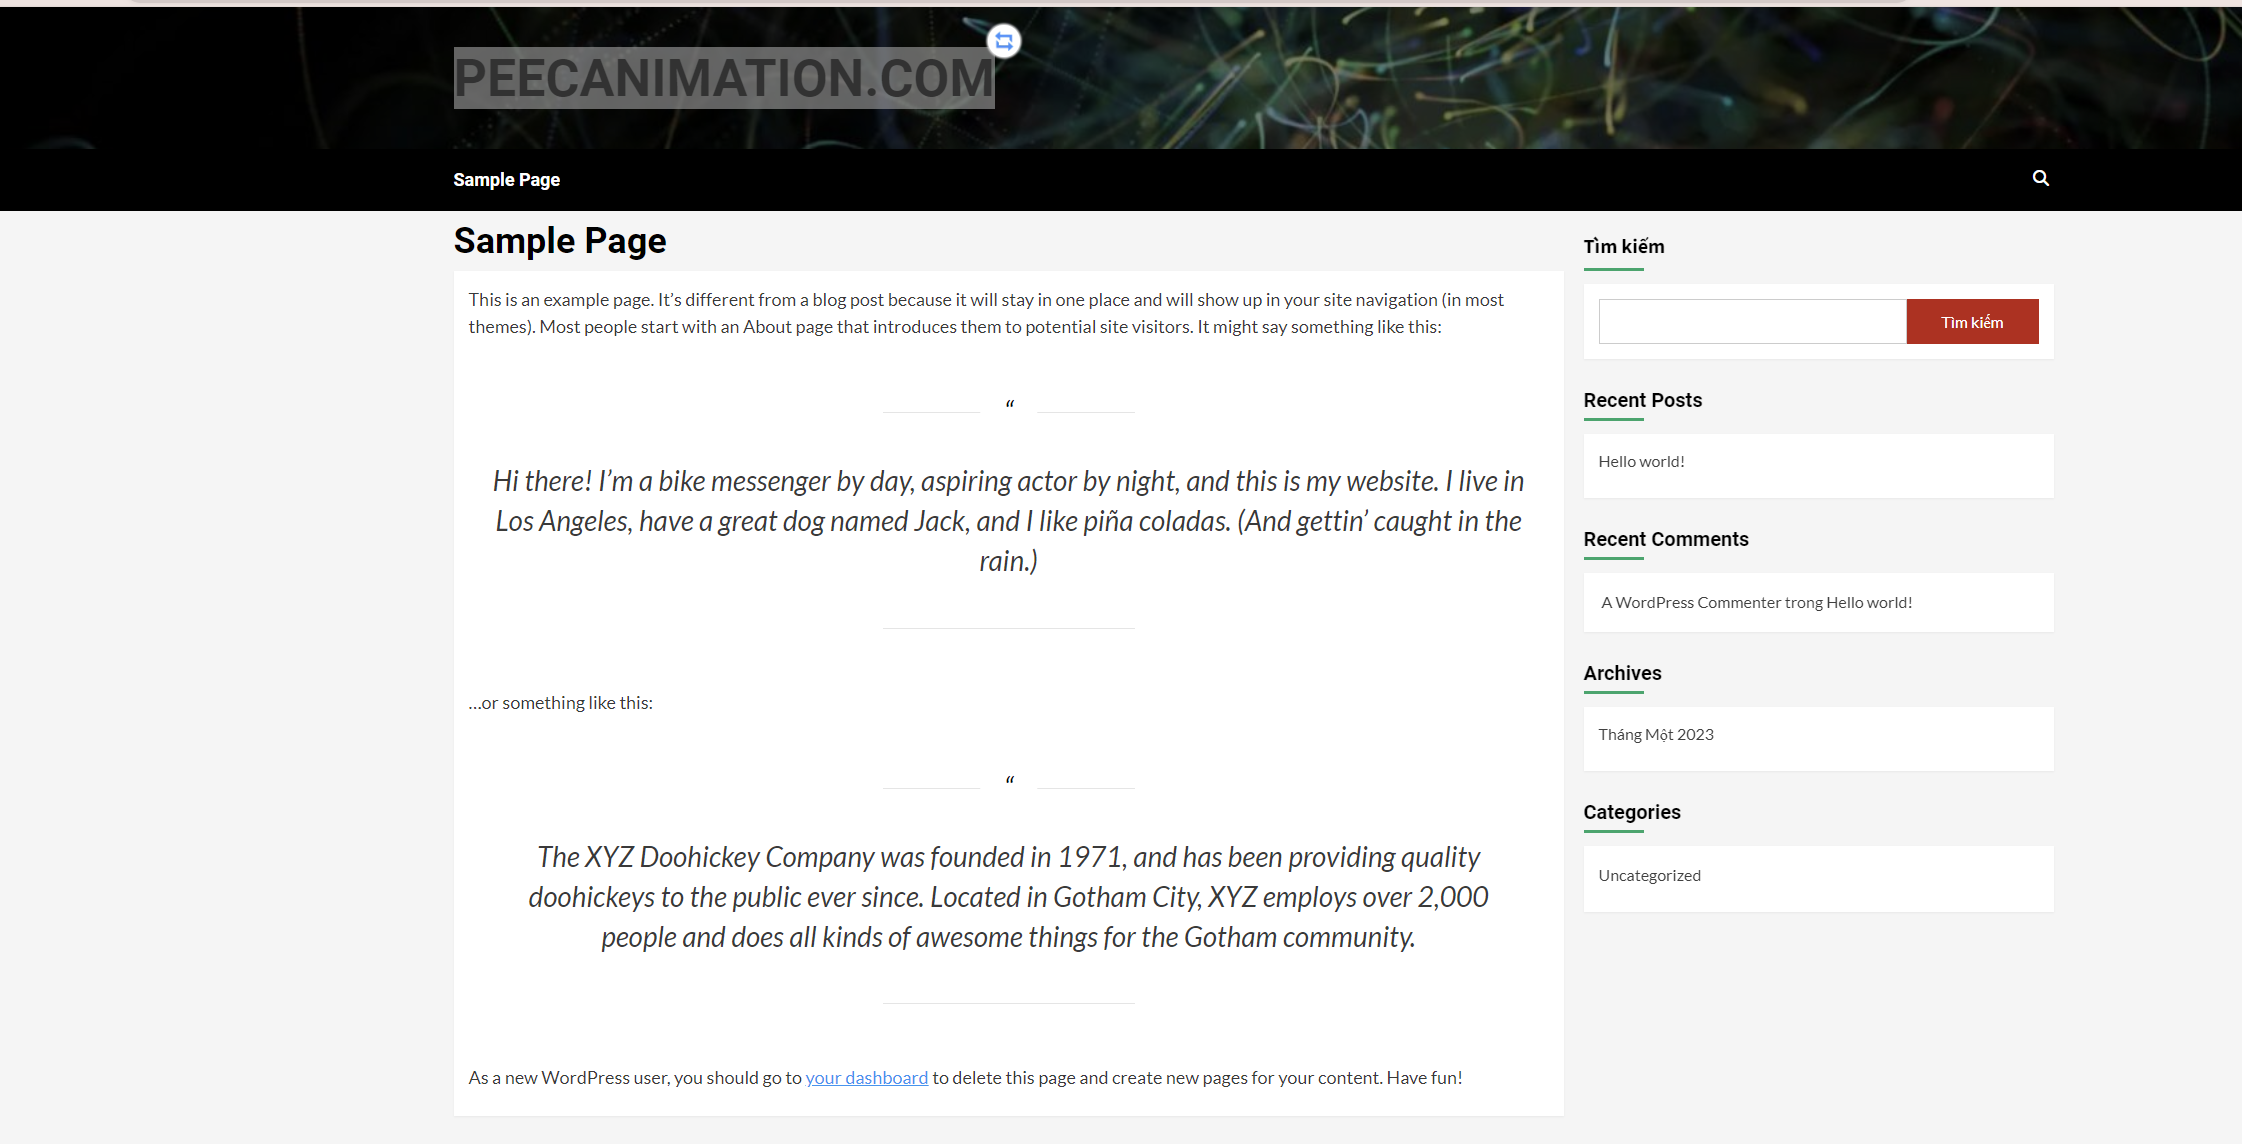 PEECANIMATION.COM
Sample Page
Sample Page
This is an example page. It’s different from a blog post because it will stay in one place and will show up in your site navigation (in most
themes). Most people start with an About page that introduces them to potential site visitors. It might say something like this:
“
Hi there! I’m a bike messenger by day, aspiring actor by night, and this is my website. I live in
Los Angeles, have a great dog named Jack, and I like piña coladas. (And gettin’ caught in the
rain.)
…or something like this:
“
The XYZ Doohickey Company was founded in 1971, and has been providing quality
doohickeys to the public ever since. Located in Gotham City, XYZ employs over 2,000
people and does all kinds of awesome things for the Gotham community.
As a new WordPress user, you should go to your dashboard to delete this page and create new pages for your content. Have fun!
Tìm kiếm
Tìm kiếm
Recent Posts
Hello world!
Recent Comments
A WordPress Commenter trong Hello world!
Archives
Tháng Một 2023
Categories
Uncategorized